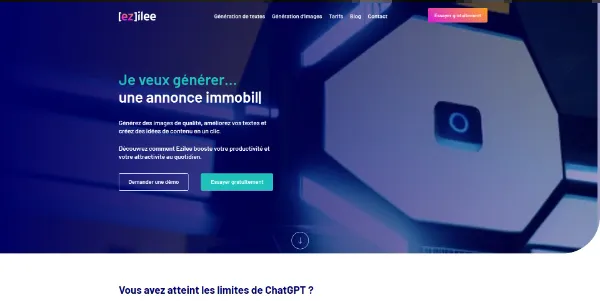 [ez]ilee
Génération de textes Génération d'images Tarifs Blog Contact
Essayer gratuitement
Je veux générer...
une annonce immobil|
Générez des images de qualité, améliorez vos textes et
créez des idées de contenu en un clic.
Découvrez comment Ezilee booste votre productivité et
votre attractivité au quotidien.
Demander une démo Essayer gratuitement
Vous avez atteint les limites de ChatGPT ?